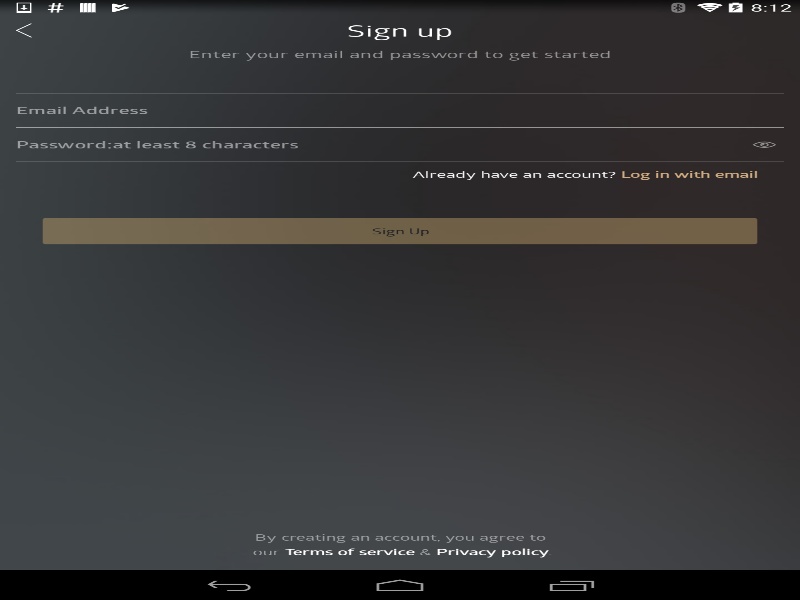 8:12
Sign up
Enter your email and password to get started
Email Address
Password:at least 8 characters
Already have an account? Log in with email
Sign Up
By creating an account, you agree to
our Terms of service & Privacy policy